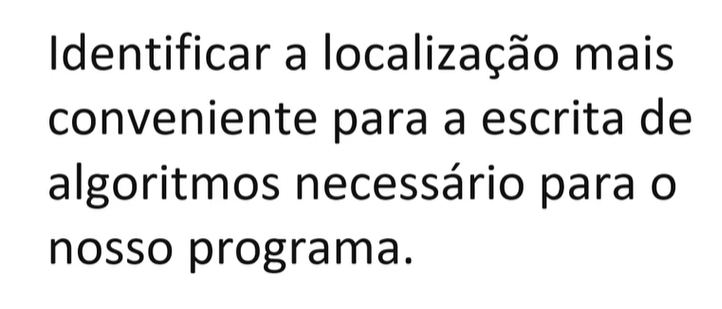 Identificar a localização mais
conveniente para a escrita de
algoritmos necessário para o
nosso programa.